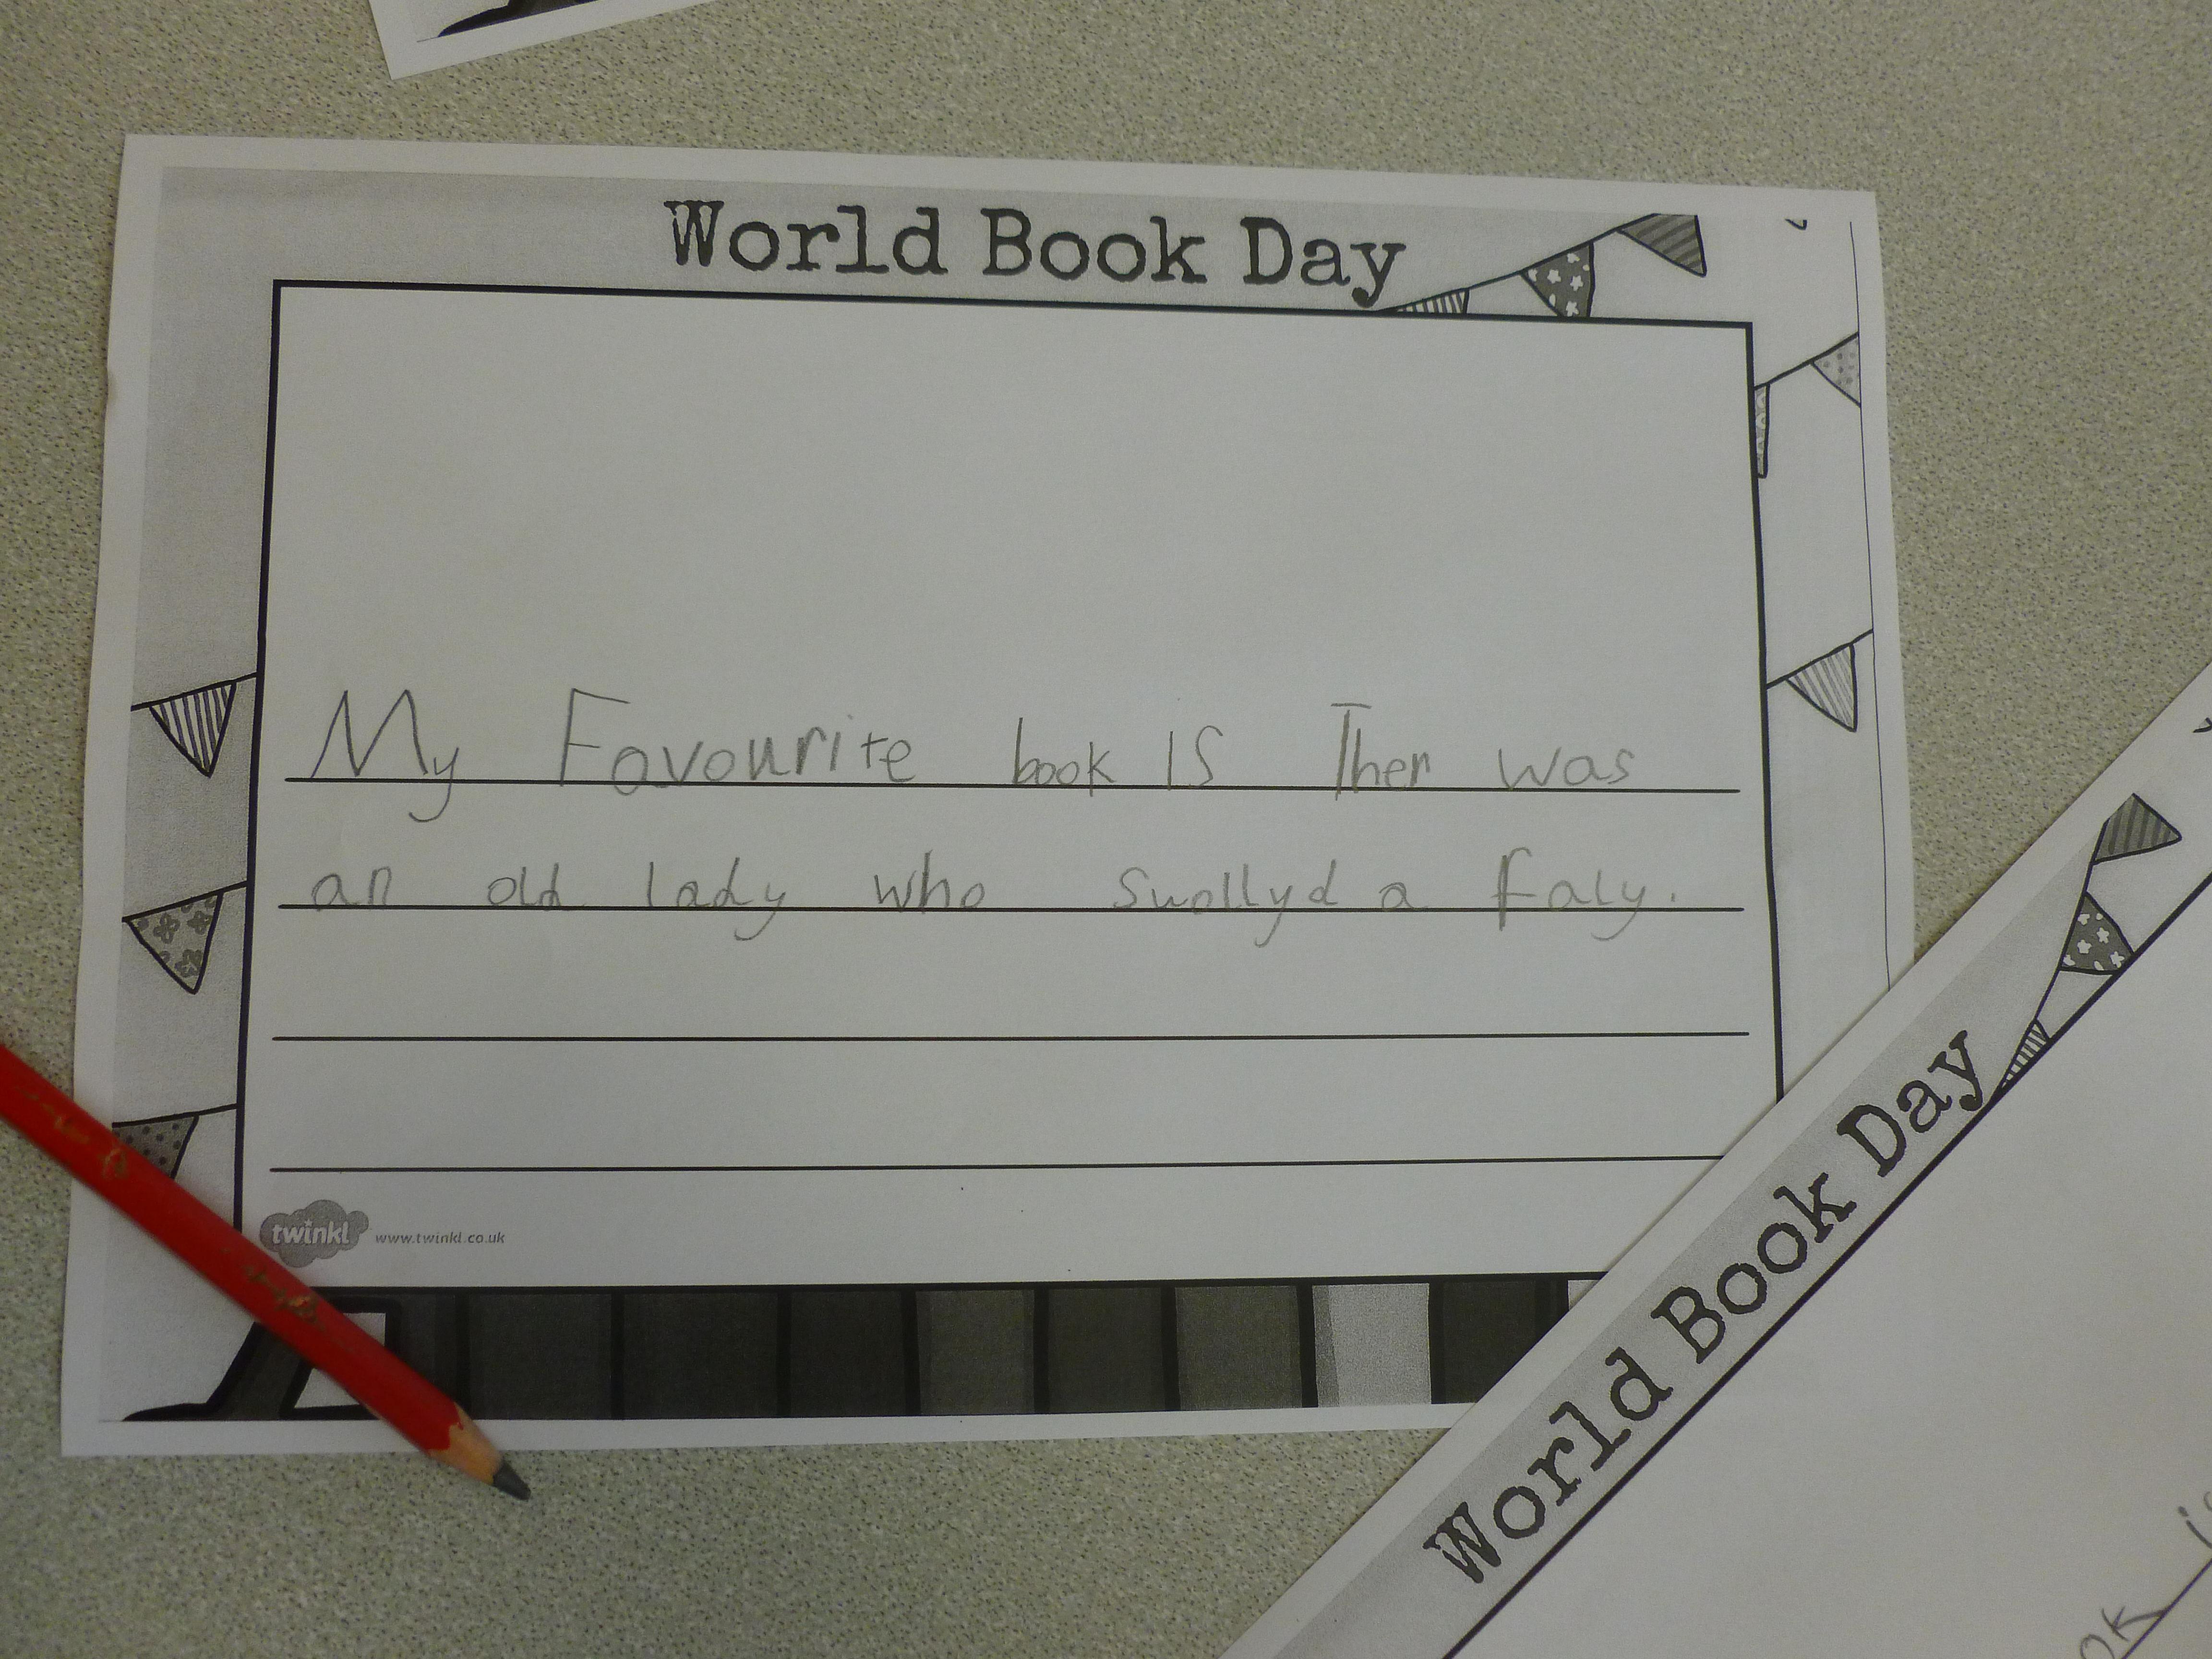 World Book Day
My Favourite book is Ther was
an old lady who swollyd a faly.
twinkl www.twinkl.co.uk
World Book Day